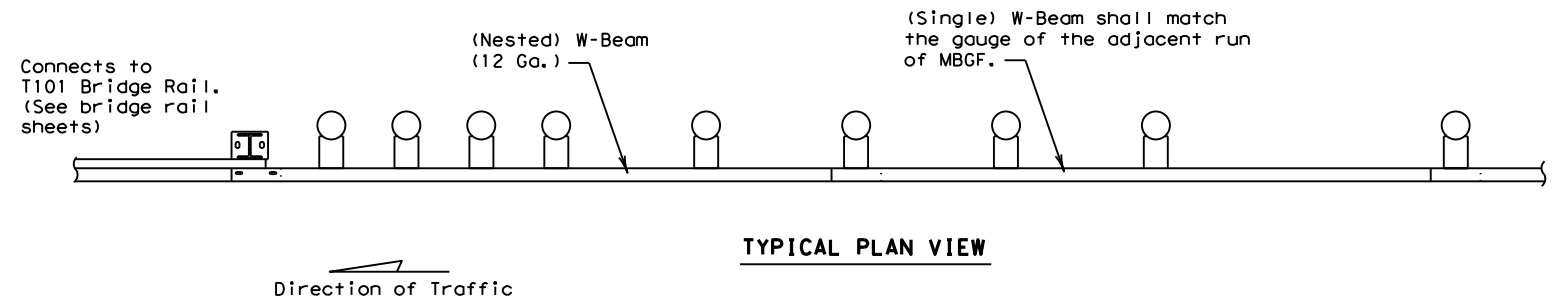 (Single) W-Beam shall match
the gauge of the adjacent run
of MBGF.
(Nested) W-Beam
(12 Ga.)
Connects to
T101 Bridge Rail.
(See bridge rail
sheets)
TYPICAL PLAN VIEW
Direction of Traffic